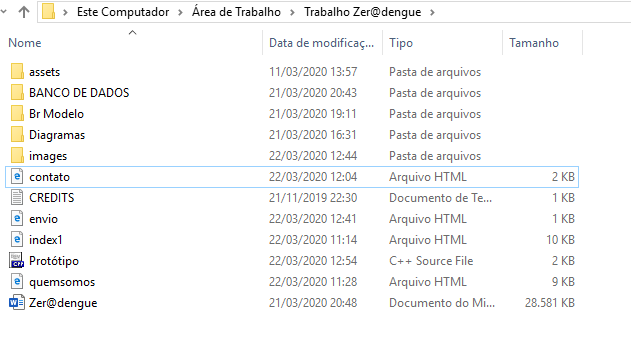 Este Computador > Área de Trabalho > Trabalho Zer@dengue >
Nome Data de modificaç... Tipo Tamanho
assets 11/03/2020 13:57 Pasta de arquivos
BANCO DE DADOS 21/03/2020 20:43 Pasta de arquivos
Br Modelo 21/03/2020 19:11 Pasta de arquivos
Diagramas 21/03/2020 16:31 Pasta de arquivos
images 22/03/2020 12:44 Pasta de arquivos
contato 22/03/2020 12:04 Arquivo HTML 2 KB
CREDITS 21/11/2019 22:30 Documento de Te... 1 KB
envio 22/03/2020 12:41 Arquivo HTML 1 KB
index1 22/03/2020 11:14 Arquivo HTML 10 KB
Protótipo 22/03/2020 12:54 C++ Source File 7 KB
quemsomos 22/03/2020 11:28 Arquivo HTML 9 KB
Zer@dengue 21/03/2020 20:48 Documento do Mi... 28.581 KB